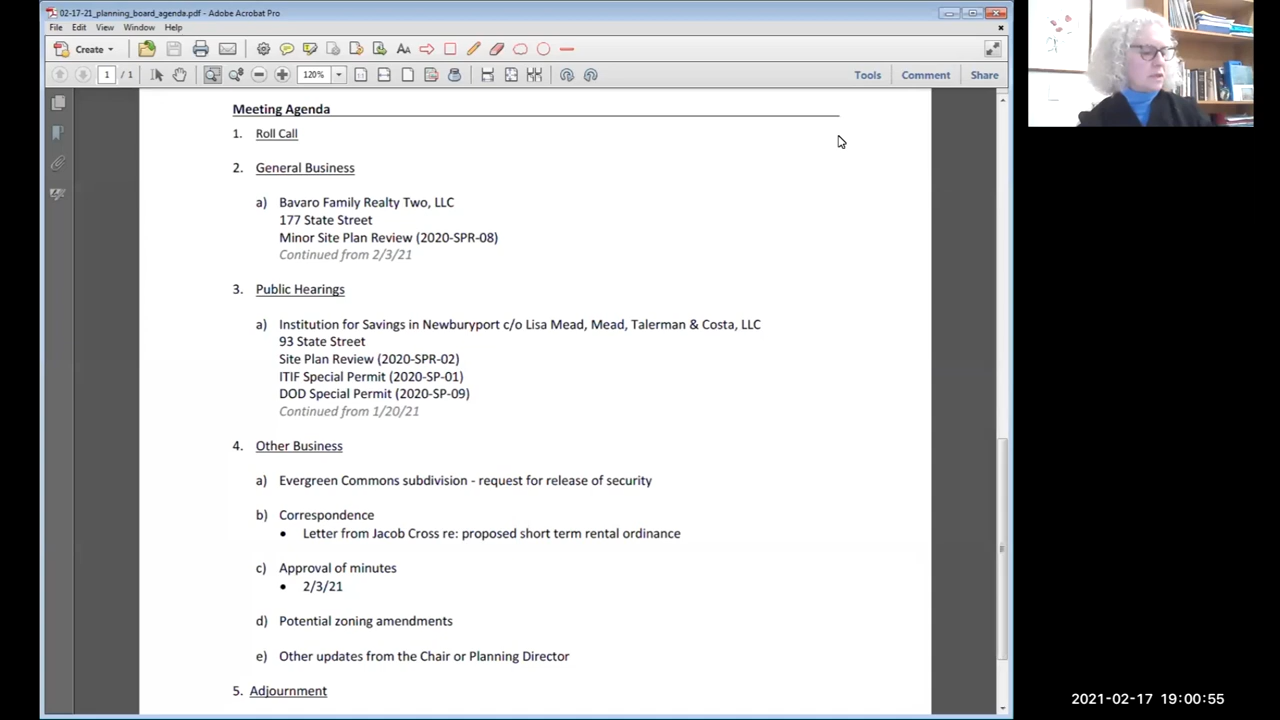 02-17-21_planning_board_agenda.pdf - Adobe Acrobat Pro
File Edit View Window Help
Create
1 / 1 120% Tools Comment Share
Meeting Agenda
1. Roll Call
2. General Business
a) Bavaro Family Realty Two, LLC
177 State Street
Minor Site Plan Review (2020-SPR-08)
Continued from 2/3/21
3. Public Hearings
a) Institution for Savings in Newburyport c/o Lisa Mead, Mead, Talerman & Costa, LLC
93 State Street
Site Plan Review (2020-SPR-02)
ITIF Special Permit (2020-SP-01)
DOD Special Permit (2020-SP-09)
Continued from 1/20/21
4. Other Business
a) Evergreen Commons subdivision - request for release of security
b) Correspondence
• Letter from Jacob Cross re: proposed short term rental ordinance
c) Approval of minutes
• 2/3/21
d) Potential zoning amendments
e) Other updates from the Chair or Planning Director
5. Adjournment
2021-02-17 19:00:55